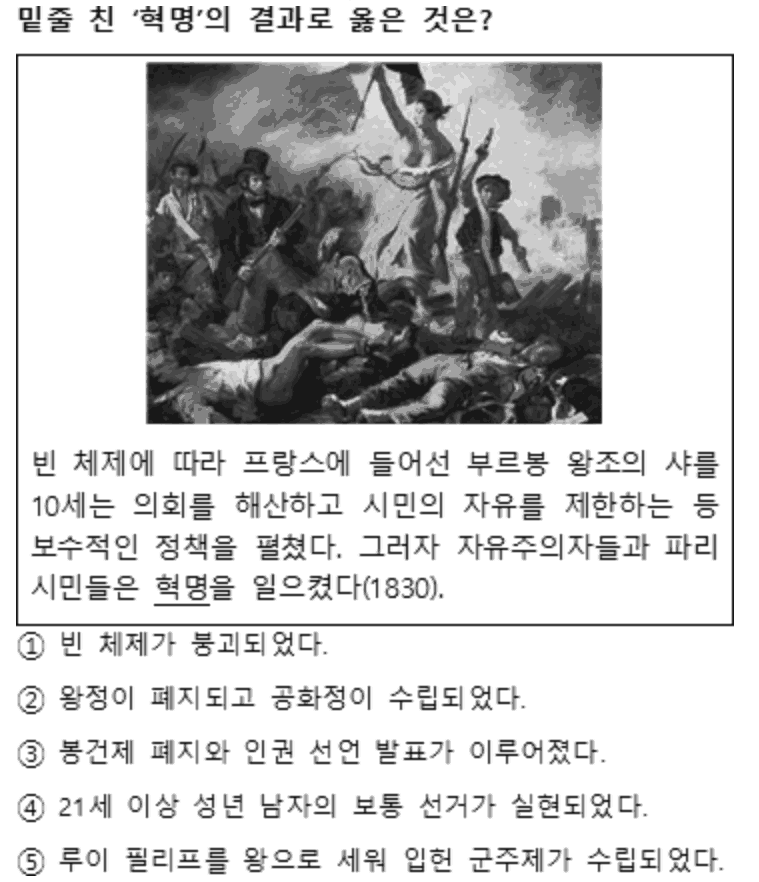 밑줄 친 ‘혁명’의 결과로 옳은 것은?
빈 체제에 따라 프랑스에 들어선 부르봉 왕조의 샤를
10세는 의회를 해산하고 시민의 자유를 제한하는 등
보수적인 정책을 펼쳤다. 그러자 자유주의자들과 파리
시민들은 혁명을 일으켰다(1830).
① 빈 체제가 붕괴되었다.
② 왕정이 폐지되고 공화정이 수립되었다.
③ 봉건제 폐지와 인권 선언 발표가 이루어졌다.
④ 21세 이상 성년 남자의 보통 선거가 실현되었다.
⑤ 루이 필리프를 왕으로 세워 입헌 군주제가 수립되었다.